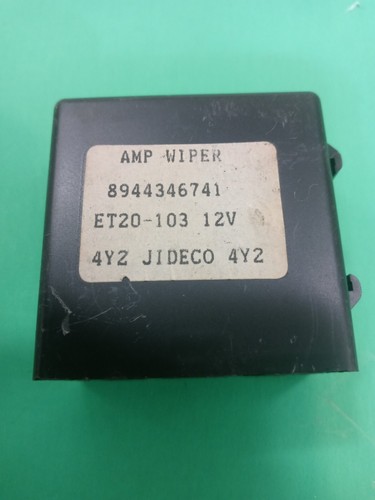 AMP WIPER
8944346741
ET20-103 12V
4Y2 JIDECO 4Y2